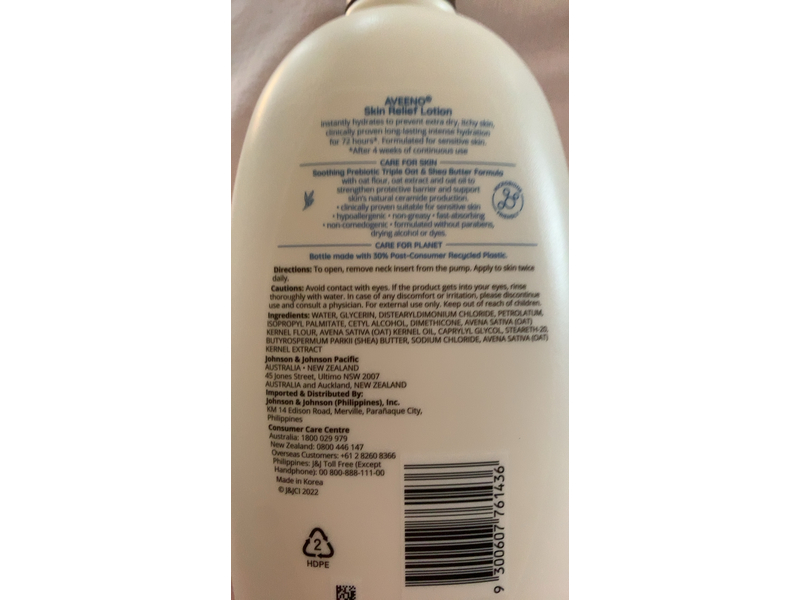 AVEENO®
Skin Relief Lotion
Instantly hydrates to prevent extra dry, itchy skin,
clinically proven long-lasting intense hydration
for 72 hours*. Formulated for sensitive skin.
*After 4 weeks of continuous use
CARE FOR SKIN
Soothing Prebiotic Triple Oat & Shea Butter Formula
with oat flour, oat extract and oat oil to
strengthen protective barrier and support
skin's natural ceramide production.
• clinically proven suitable for sensitive skin
• hypoallergenic • non-greasy • fast-absorbing
• non-comedogenic • formulated without parabens,
drying alcohol or dyes.
CARE FOR PLANET
Bottle made with 30% Post-Consumer Recycled Plastic.
Directions: To open, remove neck insert from the pump. Apply to skin twice
daily.
Cautions: Avoid contact with eyes. If the product gets into your eyes, rinse
thoroughly with water. In case of any discomfort or irritation, please discontinue
use and consult a physician. For external use only. Keep out of reach of children.
Ingredients: WATER, GLYCERIN, DISTEARYLDIMONIUM CHLORIDE, PETROLATUM,
ISOPROPYL PALMITATE, CETYL ALCOHOL, DIMETHICONE, AVENA SATIVA (OAT)
KERNEL FLOUR, AVENA SATIVA (OAT) KERNEL OIL, CAPRYLYL GLYCOL, STEARETH-20,
BUTYROSPERMUM PARKII (SHEA) BUTTER, SODIUM CHLORIDE, AVENA SATIVA (OAT)
KERNEL EXTRACT
Johnson & Johnson Pacific
AUSTRALIA • NEW ZEALAND
45 Jones Street, Ultimo NSW 2007
AUSTRALIA and Auckland, NEW ZEALAND
Imported & Distributed By:
Johnson & Johnson (Philippines), Inc.
KM 14 Edison Road, Merville, Parañaque City,
Philippines
Consumer Care Centre
Australia: 1800 029 979
New Zealand: 0800 446 147
Overseas Customers: +61 2 8260 8366
Philippines: J&J Toll Free (Except
Handphone): 00 800-888-111-00
Made in Korea
© J&JCI 2022
2
HDPE
9 300607 761436